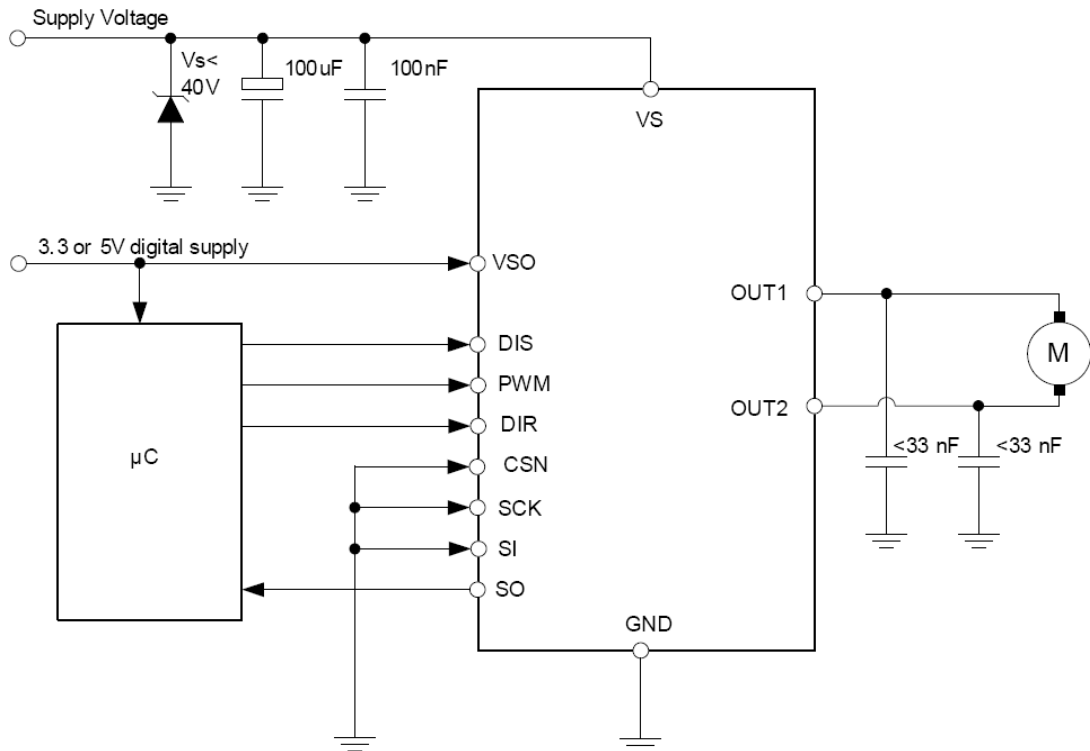 Supply Voltage
Vs<
40V
100uF
100nF
VS
3.3 or 5V digital supply
VSO
OUT1
DIS
M
PWM
OUT2
DIR
µC
<33 nF
<33 nF
CSN
SCK
SI
SO
GND